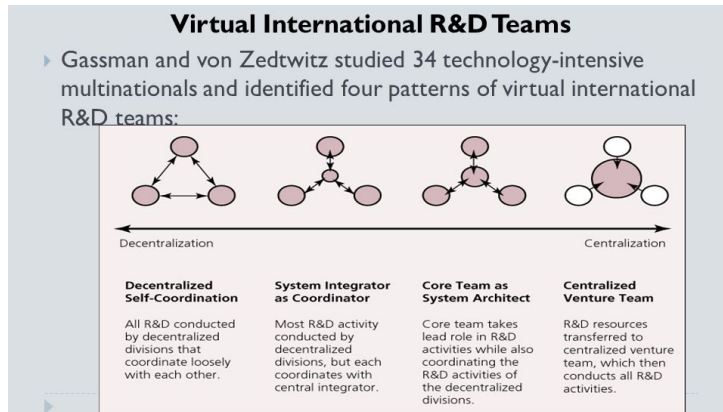 Virtual International R&D Teams
Gassman and von Zedtwitz studied 34 technology-intensive
multinationals and identified four patterns of virtual international
R&D teams:
Decentralization
Centralization
Decentralized
Self-Coordination
All R&D conducted
by decentralized
divisions that
coordinate loosely
with each other.
System Integrator
as Coordinator
Most R&D activity
conducted by
decentralized
divisions, but each
coordinates with
central integrator.
Core Team as
System Architect
Core team takes
lead role in R&D
activities while also
coordinating the
R&D activities of
the decentralized
divisions.
Centralized
Venture Team
R&D resources
transferred to
centralized venture
team, which then
conducts all R&D
activities.